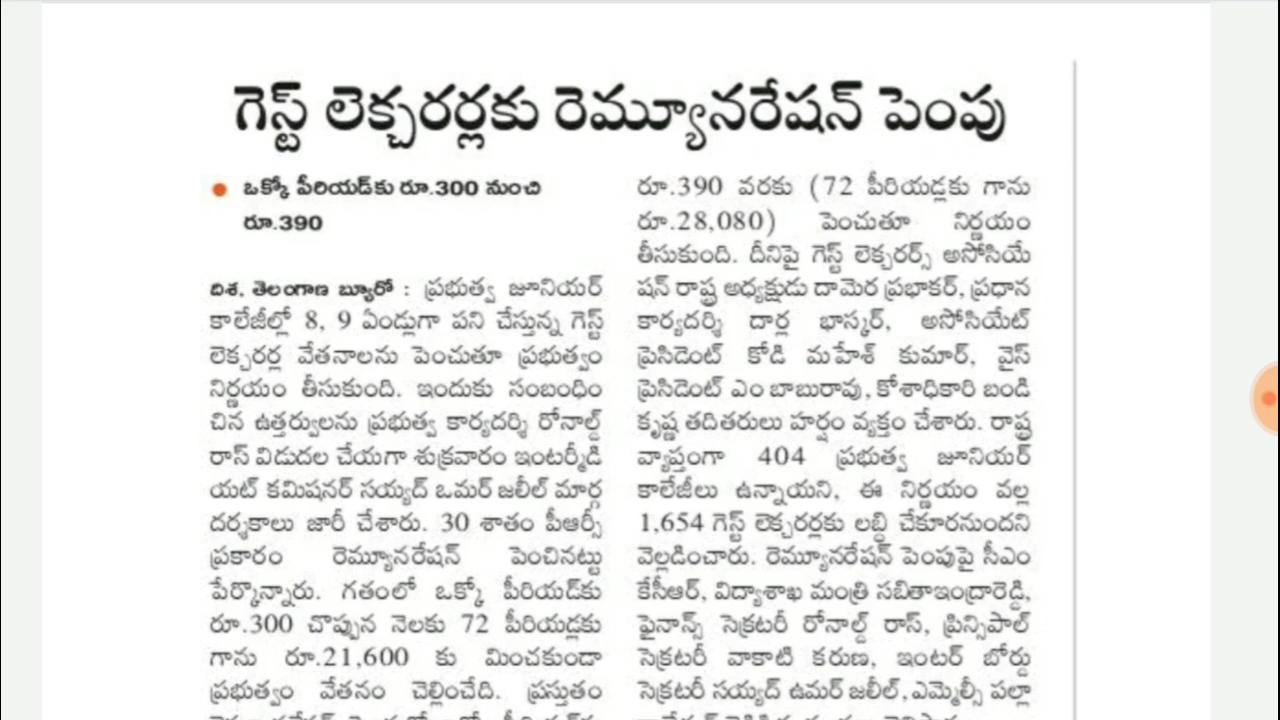 గెస్ట్ లెక్చరర్లకు రెమ్యూనరేషన్ పెంపు
ఒక్కో పీరియడ్‌కు రూ.300 నుంచి
రూ.390
దిశ, తెలంగాణ బ్యూరో : ప్రభుత్వ జూనియర్
కాలేజీల్లో 8, 9 ఏండ్లుగా పని చేస్తున్న గెస్ట్
లెక్చరర్ల వేతనాలను పెంచుతూ ప్రభుత్వం
నిర్ణయం తీసుకుంది. ఇందుకు సంబంధిం
చిన ఉత్తర్వులను ప్రభుత్వ కార్యదర్శి రోనాల్డ్
రాస్ విడుదల చేయగా శుక్రవారం ఇంటర్మీడి
యట్ కమిషనర్ సయ్యద్ ఒమర్ జలీల్ మార్గ
దర్శకాలు జారీ చేశారు. 30 శాతం పీఆర్సీ
ప్రకారం రెమ్యూనరేషన్ పెంచినట్టు
పేర్కొన్నారు. గతంలో ఒక్కో పీరియడ్‌కు
రూ.300 చొప్పున నెలకు 72 పీరియడ్లకు
గాను రూ.21,600 కు మించకుండా
ప్రభుత్వం వేతనం చెల్లించేది. ప్రస్తుతం
రూ.390 వరకు (72 పీరియడ్లకు గాను
రూ.28,080) పెంచుతూ నిర్ణయం
తీసుకుంది. దీనిపై గెస్ట్ లెక్చరర్స్ అసోసియే
షన్ రాష్ట్ర అధ్యక్షుడు దామెర ప్రభాకర్, ప్రధాన
కార్యదర్శి దార్ల భాస్కర్, అసోసియేట్
ప్రెసిడెంట్ కోడి మహేశ్ కుమార్, వైస్
ప్రెసిడెంట్ ఎం బాబురావు, కోశాధికారి బండి
కృష్ణ తదితరులు హర్షం వ్యక్తం చేశారు. రాష్ట్ర
వ్యాప్తంగా 404 ప్రభుత్వ జూనియర్
కాలేజీలు ఉన్నాయని, ఈ నిర్ణయం వల్ల
1,654 గెస్ట్ లెక్చరర్లకు లబ్ధి చేకూరనుందని
వెల్లడించారు. రెమ్యూనరేషన్ పెంపుపై సీఎం
కేసీఆర్, విద్యాశాఖ మంత్రి సబితాఇంద్రారెడ్డి,
ఫైనాన్స్ సెక్రటరీ రోనాల్డ్ రాస్, ప్రిన్సిపాల్
సెక్రటరీ వాకాటి కరుణ, ఇంటర్ బోర్డు
సెక్రటరీ సయ్యద్ ఉమర్ జలీల్, ఎమ్మెల్సీ పల్లా